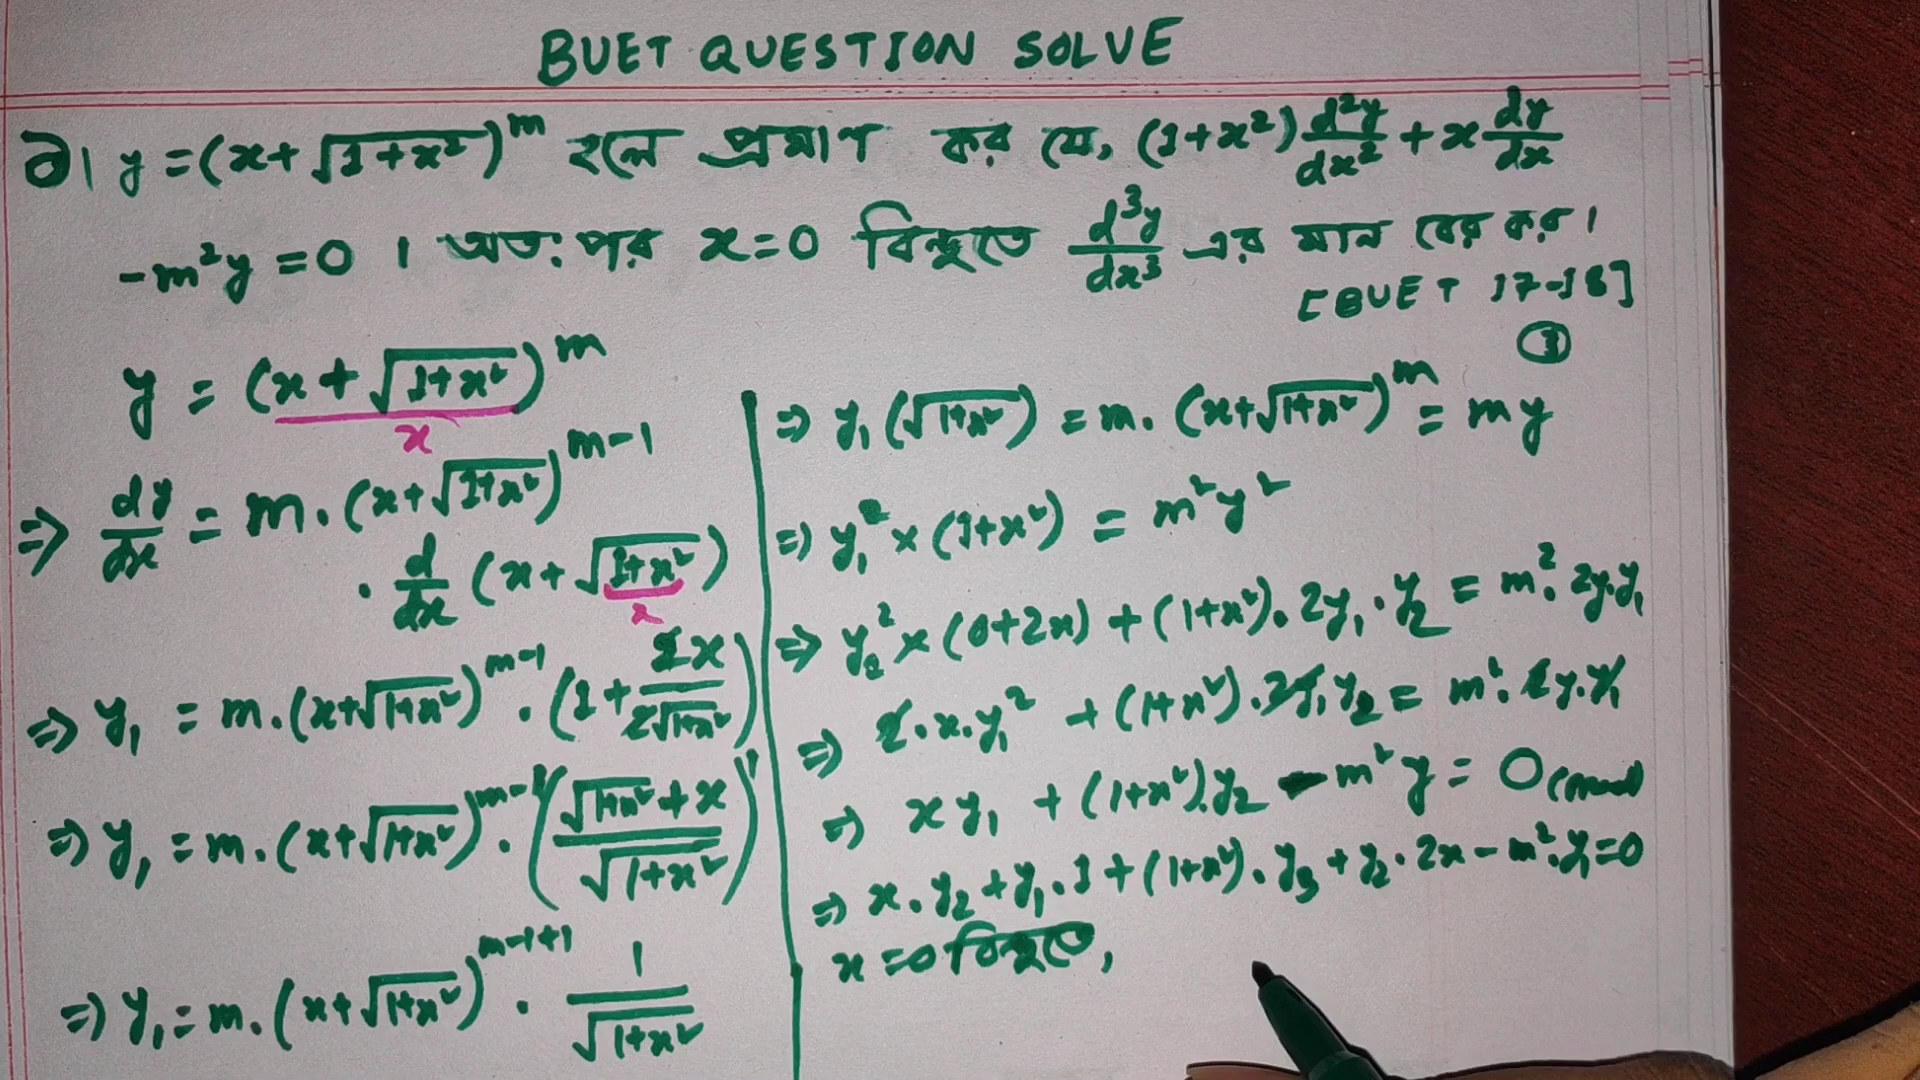 BUET QUESTION SOLVE
১। y = (x+√1+x²)ᵐ হলে প্রমাণ কর যে, (1+x²) d²y/dx² + x dy/dx
-m²y = 0 । অত:পর x=0 বিন্দুতে d³y/dx³ এর মান বের কর।
[BUET 17-18]
①
y = (x+√1+x²)ᵐ
x
⇒ dy/dx = m.(x+√1+x²)ᵐ⁻¹
. d/dx (x+√1+x²)
x
⇒ y₁ = m.(x+√1+x²)ᵐ⁻¹ . (1+ 2x/2√1+x²)
⇒ y₁ = m.(x+√1+x²)ᵐ⁻¹ . (√1+x²+x/√1+x²)
⇒ y₁ = m.(x+√1+x²)ᵐ⁻¹⁺¹ . 1/√1+x²
⇒ y₁(√1+x²) = m.(x+√1+x²)ᵐ = my
⇒ y₁² × (1+x²) = m²y²
⇒ y₂² × (0+2x) + (1+x²).2y₁.y₂ = m².2y.y₁
⇒ 2.x.y₁² + (1+x²).2y₁y₂ = m².2y.y₁
⇒ xy₁ + (1+x²).y₂ - m²y = 0
⇒ x.y₂+y₁.1+(1+x²).y₃+y₂.2x-m².y₁=0
x=0 বিন্দুতে,